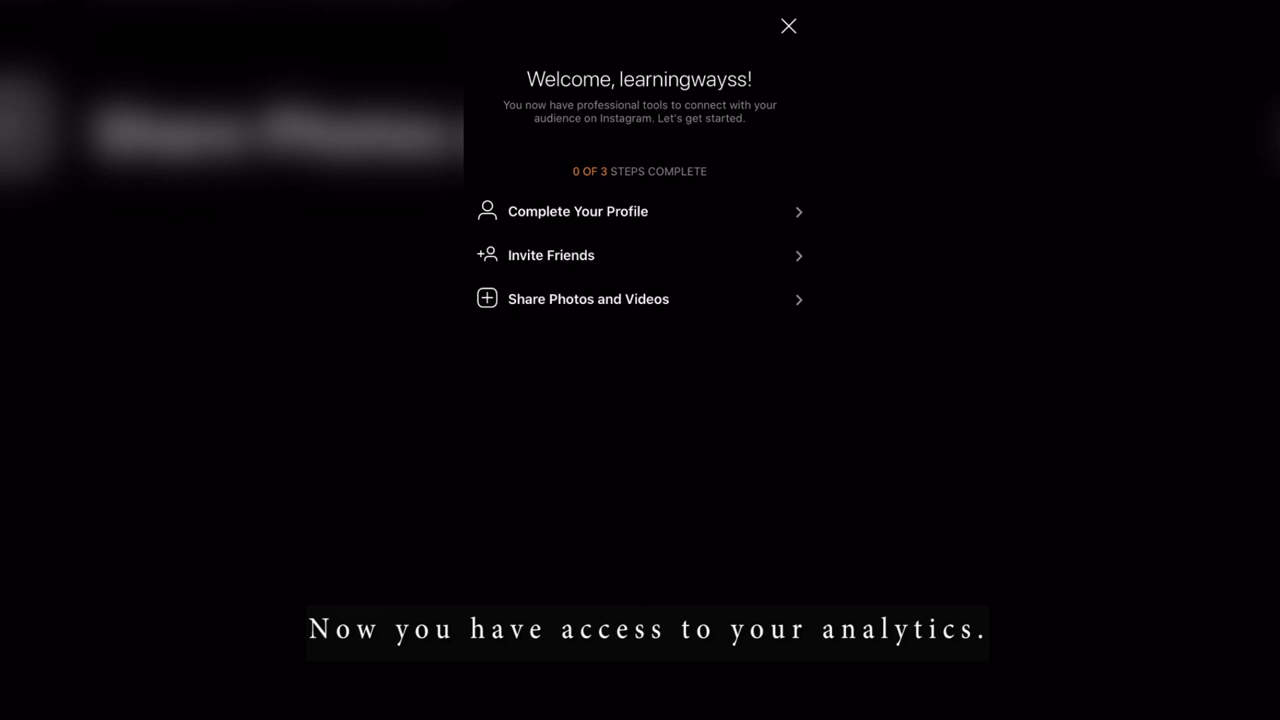 Welcome, learningwayss!
You now have professional tools to connect with your
audience on Instagram. Let's get started.
0 OF 3 STEPS COMPLETE
Complete Your Profile
Invite Friends
Share Photos and Videos
Now you have access to your analytics.